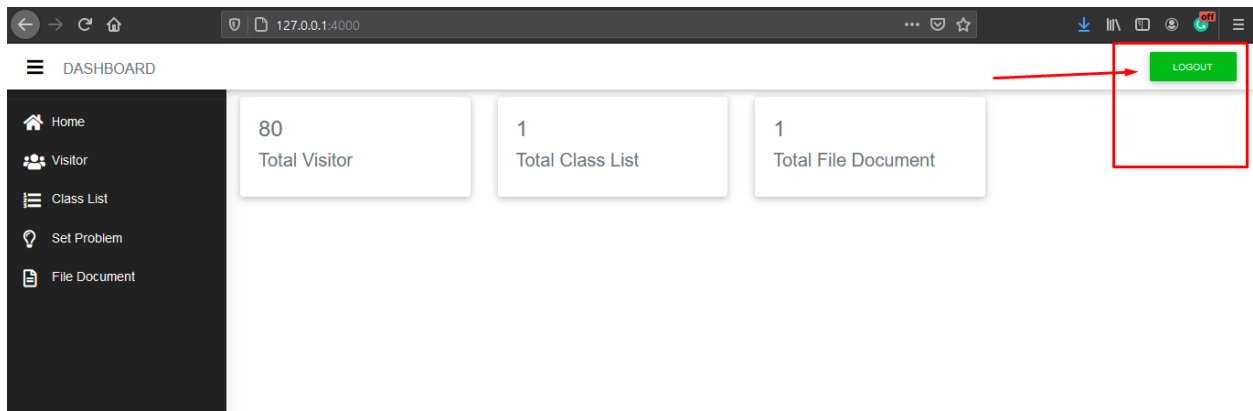 127.0.0.1:4000
off
DASHBOARD
LOGOUT
Home
Visitor
Class List
Set Problem
File Document
80
Total Visitor
1
Total Class List
1
Total File Document